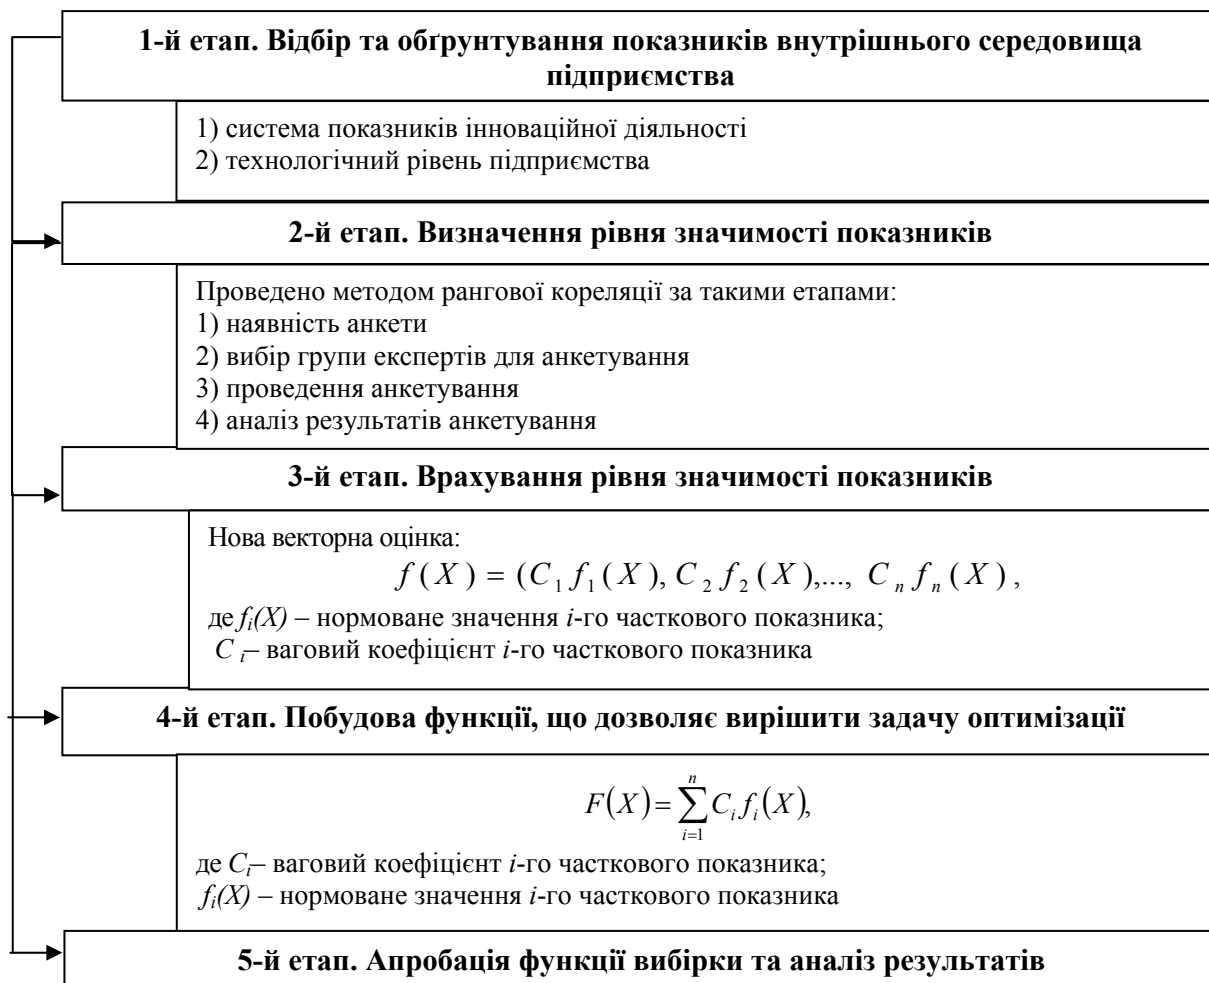 1-й етап. Відбір та обґрунтування показників внутрішнього середовища
підприємства
1) система показників інноваційної діяльності
2) технологічний рівень підприємства
2-й етап. Визначення рівня значимості показників
Проведено методом рангової кореляції за такими етапами:
1) наявність анкети
2) вибір групи експертів для анкетування
3) проведення анкетування
4) аналіз результатів анкетування
3-й етап. Врахування рівня значимості показників
Нова векторна оцінка:
f (X) = (C₁ f₁(X), C₂ f₂(X),..., Cₙ fₙ(X),
де fᵢ(X) – нормоване значення i-го часткового показника;
Cᵢ– ваговий коефіцієнт i-го часткового показника
4-й етап. Побудова функції, що дозволяє вирішити задачу оптимізації
F(X)=∑ⁿᵢ₌₁ Cᵢ fᵢ(X),
де Cᵢ– ваговий коефіцієнт i-го часткового показника;
fᵢ(X) – нормоване значення i-го часткового показника
5-й етап. Апробація функції вибірки та аналіз результатів